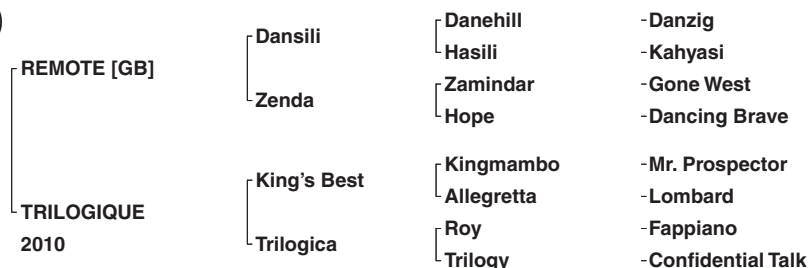 )
REMOTE [GB]
TRILOGIQUE
2010
Dansili
Zenda
King's Best
Trilogica
Danehill
Hasili
Zamindar
Hope
Kingmambo
Allegretta
Roy
Trilogy
Danzig
Kahyasi
Gone West
Dancing Brave
Mr. Prospector
Lombard
Fappiano
Confidential Talk